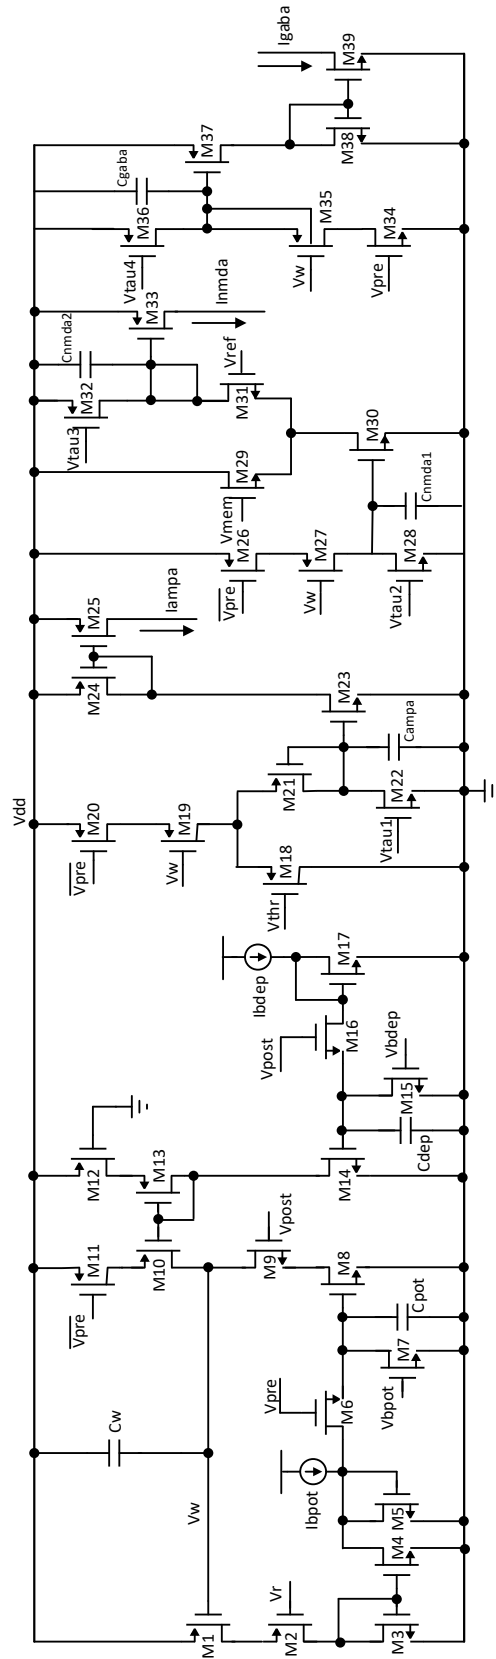 Vdd
M1
Vw
Vr
M2
M3
M4
M5
Ibpot
Cw
Vpre
M6
Vbpot
M7
Cpot
M8
M9
Vpost
M10
Vpre
M11
M12
M13
M14
Cdep
M15
Vbdep
Vpost
M16
Ibdep
M17
Vthr
M18
Vpre
M20
Vw
M19
M21
Vtau1
M22
Campa
M23
M24
M25
Iampa
Vpre
M26
Vw
M27
Vtau2
M28
Cnmda1
Vmem
M29
M30
Vref
M31
Vtau3
M32
Cnmda2
M33
Inmda
Vtau4
M36
Cgaba
Vw
M35
Vpre
M34
M37
M38
M39
Igaba